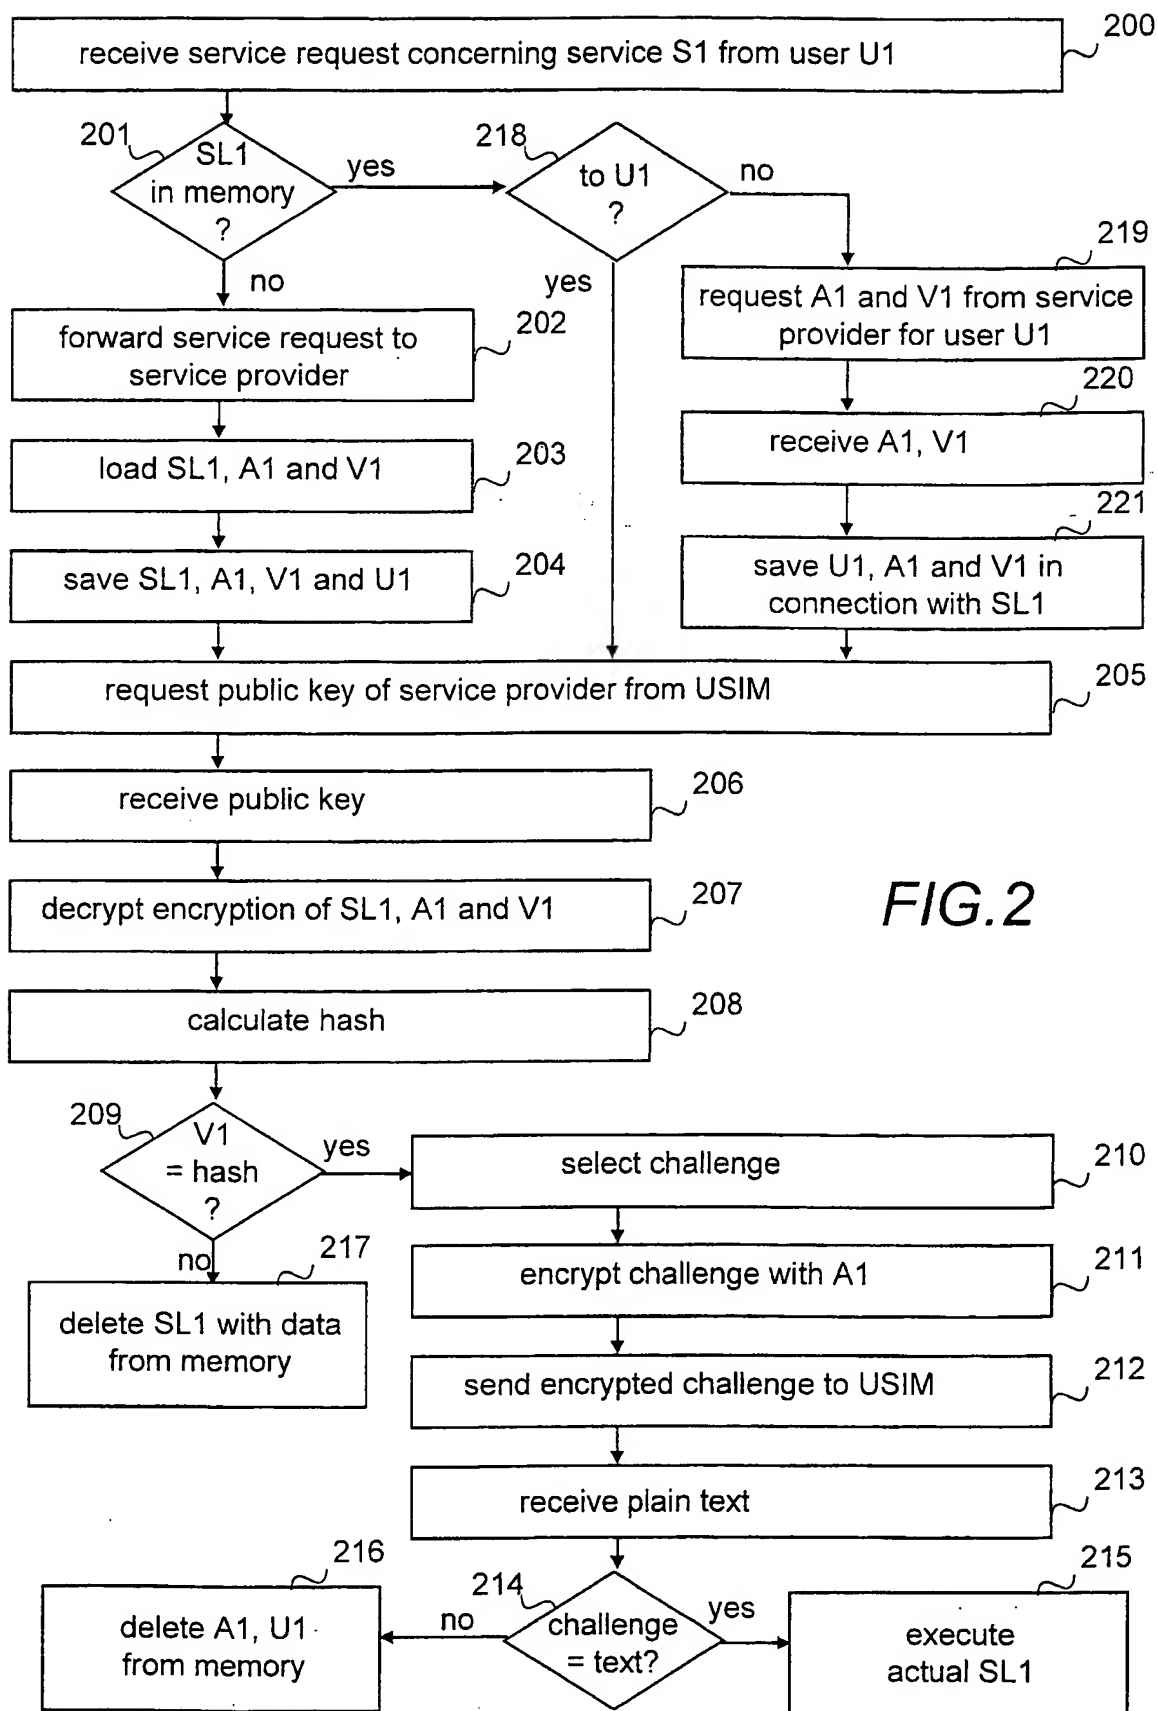 200
receive service request concerning service S1 from user U1
201
SL1
in memory
?
yes
218
to U1
?
no
no
yes
219
request A1 and V1 from service
provider for user U1
202
forward service request to
service provider
220
receive A1, V1
203
load SL1, A1 and V1
221
save U1, A1 and V1 in
connection with SL1
204
save SL1, A1, V1 and U1
205
request public key of service provider from USIM
206
receive public key
207
decrypt encryption of SL1, A1 and V1
FIG.2
208
calculate hash
209
V1
= hash
?
yes
210
select challenge
no
217
delete SL1 with data
from memory
211
encrypt challenge with A1
212
send encrypted challenge to USIM
213
receive plain text
216
delete A1, U1
from memory
no
214
challenge
= text?
yes
215
execute
actual SL1